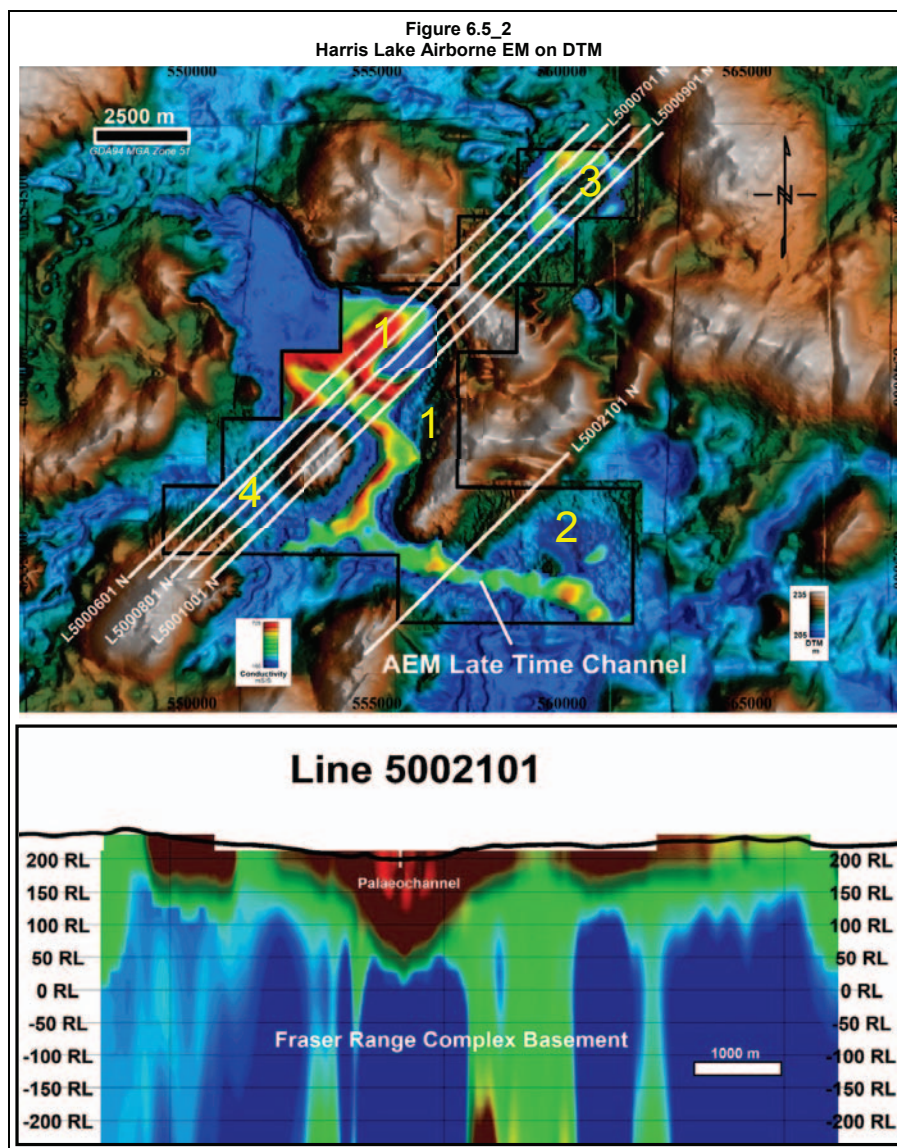 Figure 6.5_2
Harris Lake Airborne EM on DTM
550000 555000 560000 565000
2500 m
GDA94 MGA Zone 51
L5000701 N
L5000901 N
N
3
1
1
L5002101 N
4
2
L5000601 N
L5000801 N
L5001001 N
Conductivity
235
205
DTM
m
AEM Late Time Channel
550000 555000 560000 565000
Line 5002101
200 RL 200 RL
Palaeochannel
150 RL 150 RL
100 RL 100 RL
50 RL 50 RL
0 RL 0 RL
-50 RL -50 RL
Fraser Range Complex Basement
1000 m
-100 RL -100 RL
-150 RL -150 RL
-200 RL -200 RL